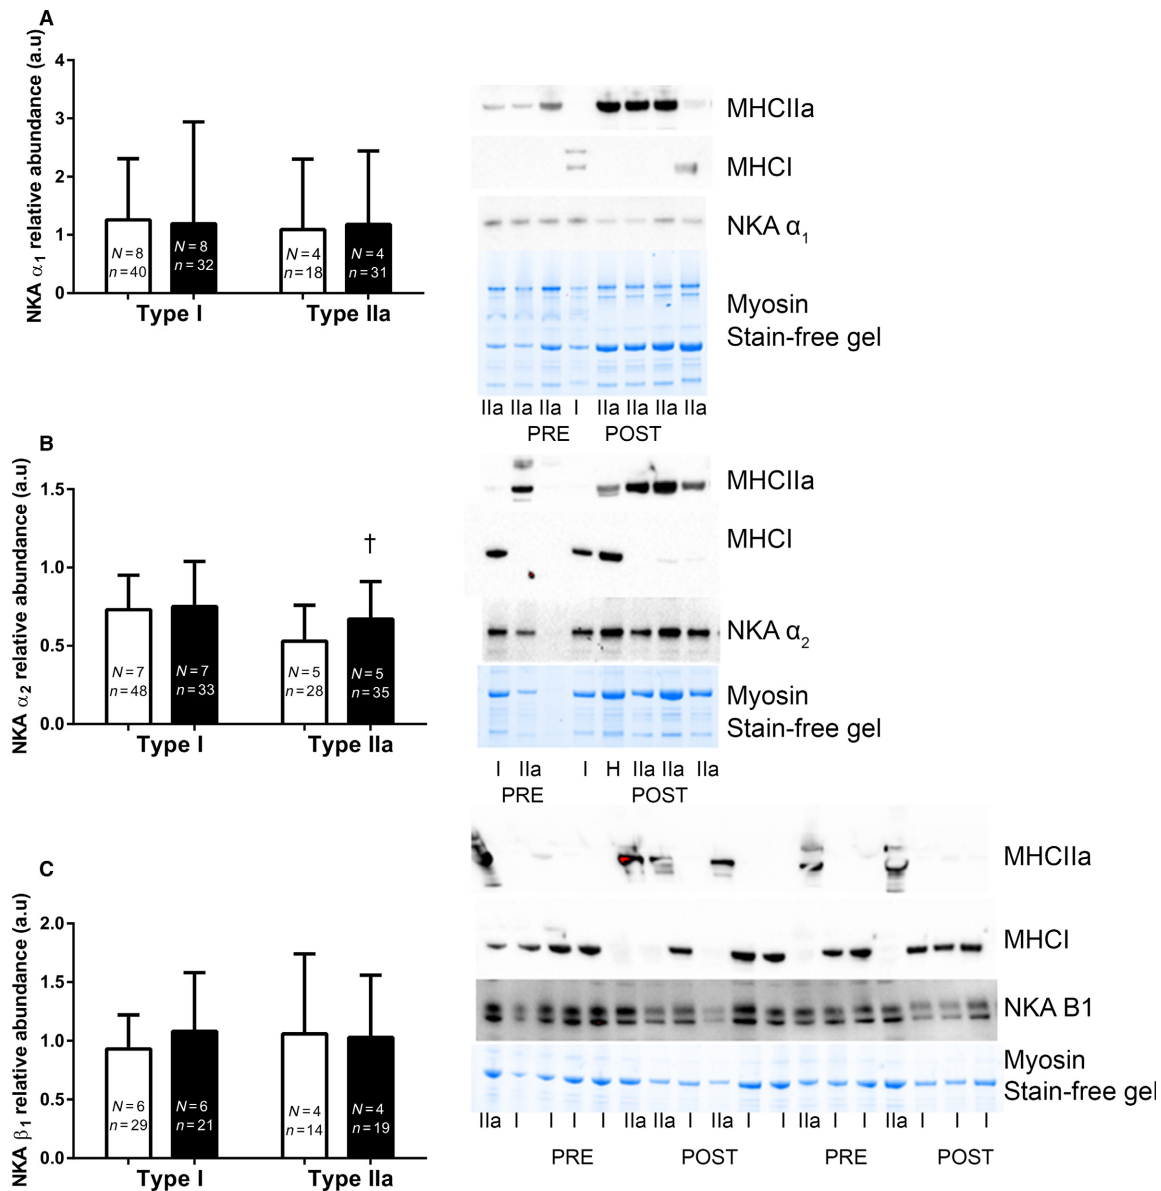 A
NKA α1 relative abundance (a.u)
4
3
2
1
0
N = 8
n = 40
N = 8
n = 32
N = 4
n = 18
N = 4
n = 31
Type I
Type IIa
MHCIIa
MHCI
NKA α1
Myosin
Stain-free gel
IIa IIa IIa I IIa IIa IIa IIa
PRE POST
B
NKA α2 relative abundance (a.u)
1.5
1.0
0.5
0.0
†
N = 7
n = 48
N = 7
n = 33
N = 5
n = 28
N = 5
n = 35
Type I
Type IIa
MHCIIa
MHCI
NKA α2
Myosin
Stain-free gel
I IIa I H IIa IIa IIa
PRE POST
C
NKA β1 relative abundance (a.u)
2.0
1.5
1.0
0.5
0.0
N = 6
n = 29
N = 6
n = 21
N = 4
n = 14
N = 4
n = 19
Type I
Type IIa
MHCIIa
MHCI
NKA B1
Myosin
Stain-free gel
IIa I I I I IIa IIa I IIa I I IIa I I IIa I I I
PRE POST PRE POST